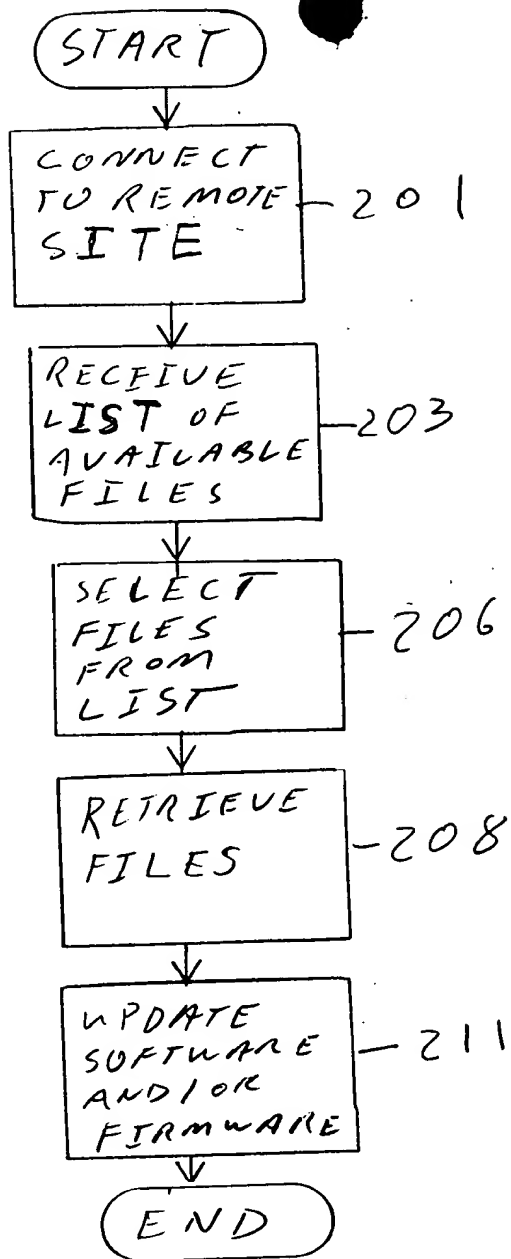 START
CONNECT
TO REMOTE
SITE
201
RECEIVE
LIST OF
AVAILABLE
FILES
203
SELECT
FILES
FROM
LIST
206
RETRIEVE
FILES
208
UPDATE
SOFTWARE
AND/OR
FIRMWARE
211
END